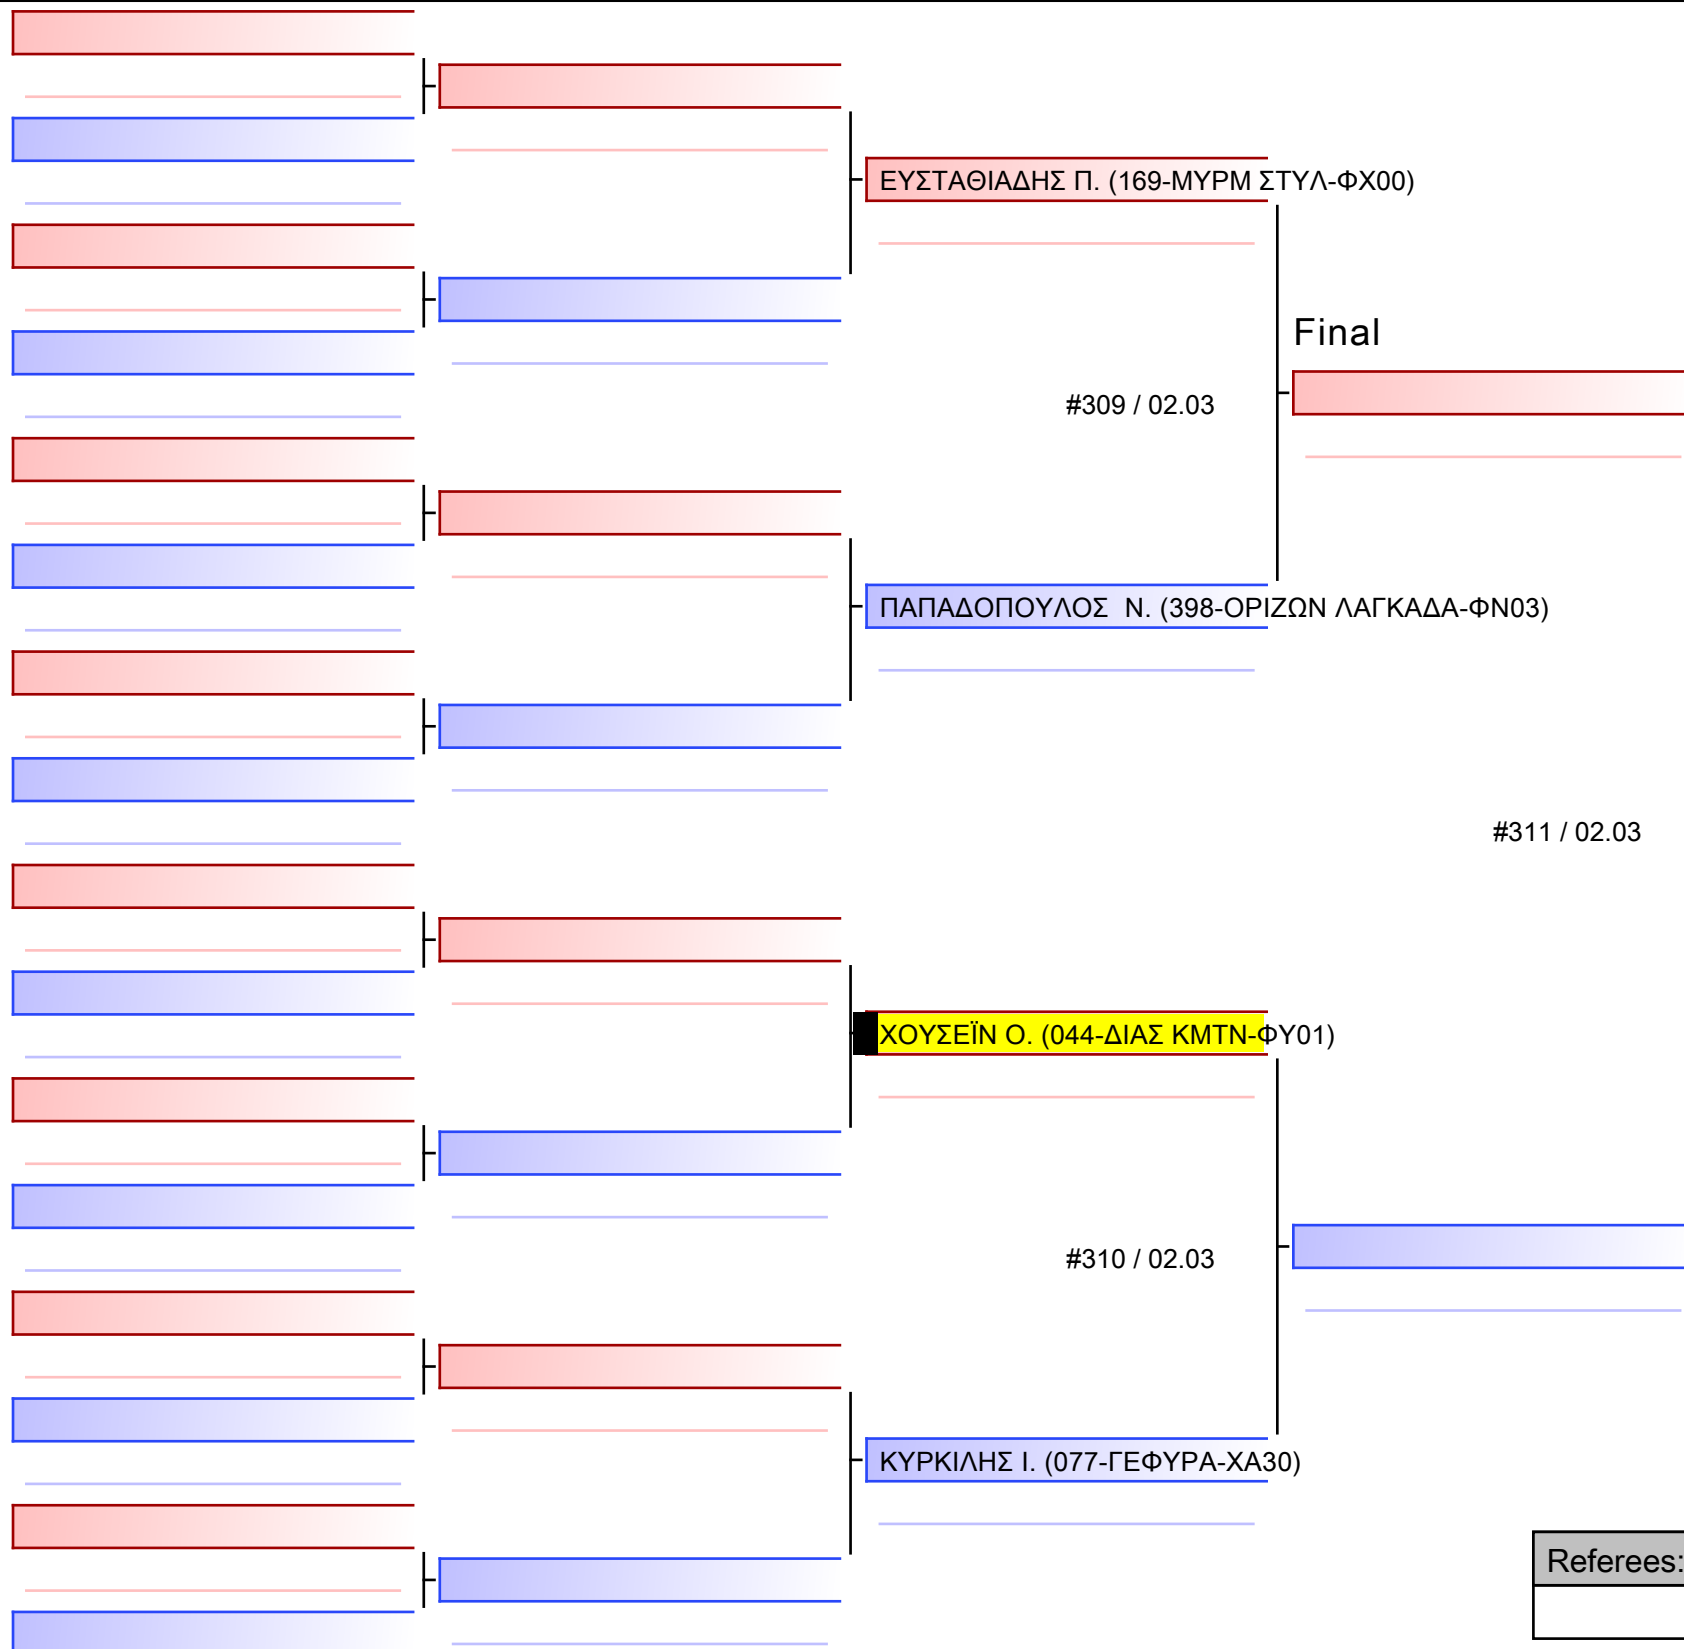 ΕΥΣΤΑΘΙΑΔΗΣ Π. (169-ΜΥΡΜ ΣΤΥΛ-ΦΧ00)
Final
#309 / 02.03
ΠΑΠΑΔΟΠΟΥΛΟΣ  Ν. (398-ΟΡΙΖΩΝ ΛΑΓΚΑΔΑ-ΦΝ03)
#311 / 02.03
ΧΟΥΣΕΪΝ Ο. (044-ΔΙΑΣ ΚΜΤΝ-ΦΥ01)
#310 / 02.03
ΚΥΡΚΙΛΗΣ Ι. (077-ΓΕΦΥΡΑ-ΧΑ30)
Referees: